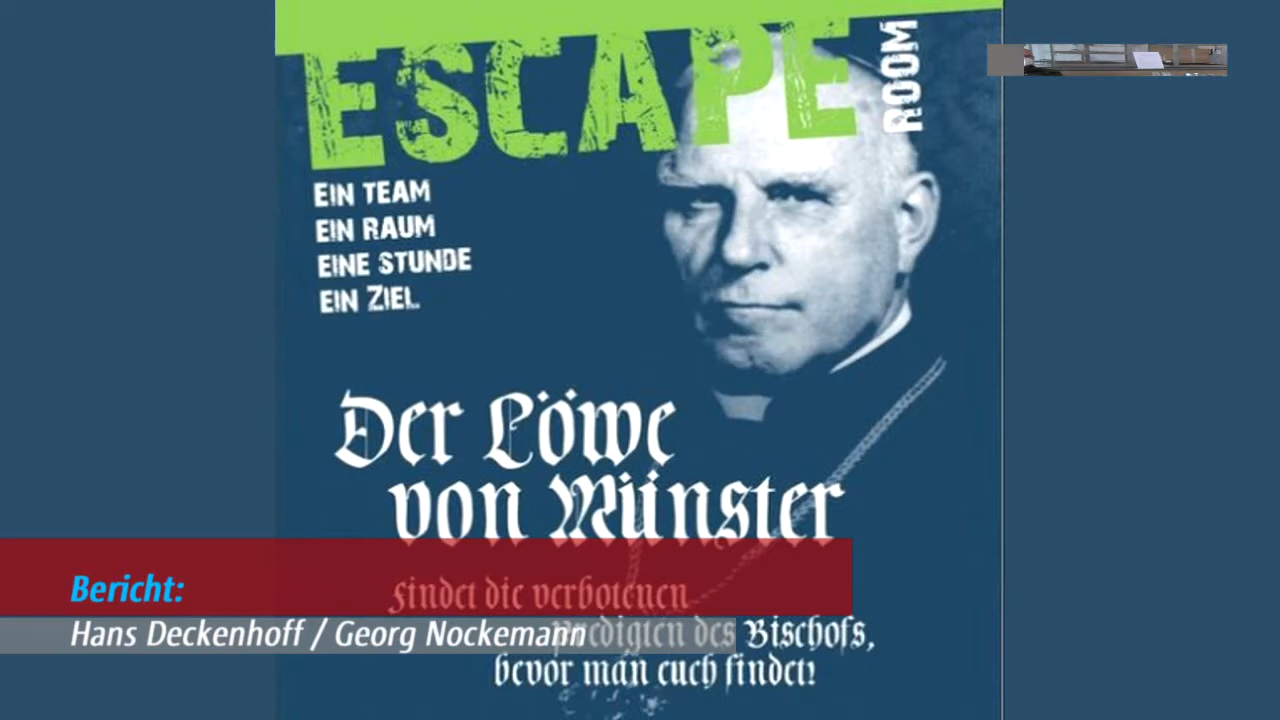 ESCAPE
ROOM
EIN TEAM
EIN RAUM
EINE STUNDE
EIN ZIEL
Der Löwe
von Münster
findet die verbotenen
predigten des Bischofs,
bevor man euch findet!
Bericht:
Hans Deckenhoff / Georg Nockemann